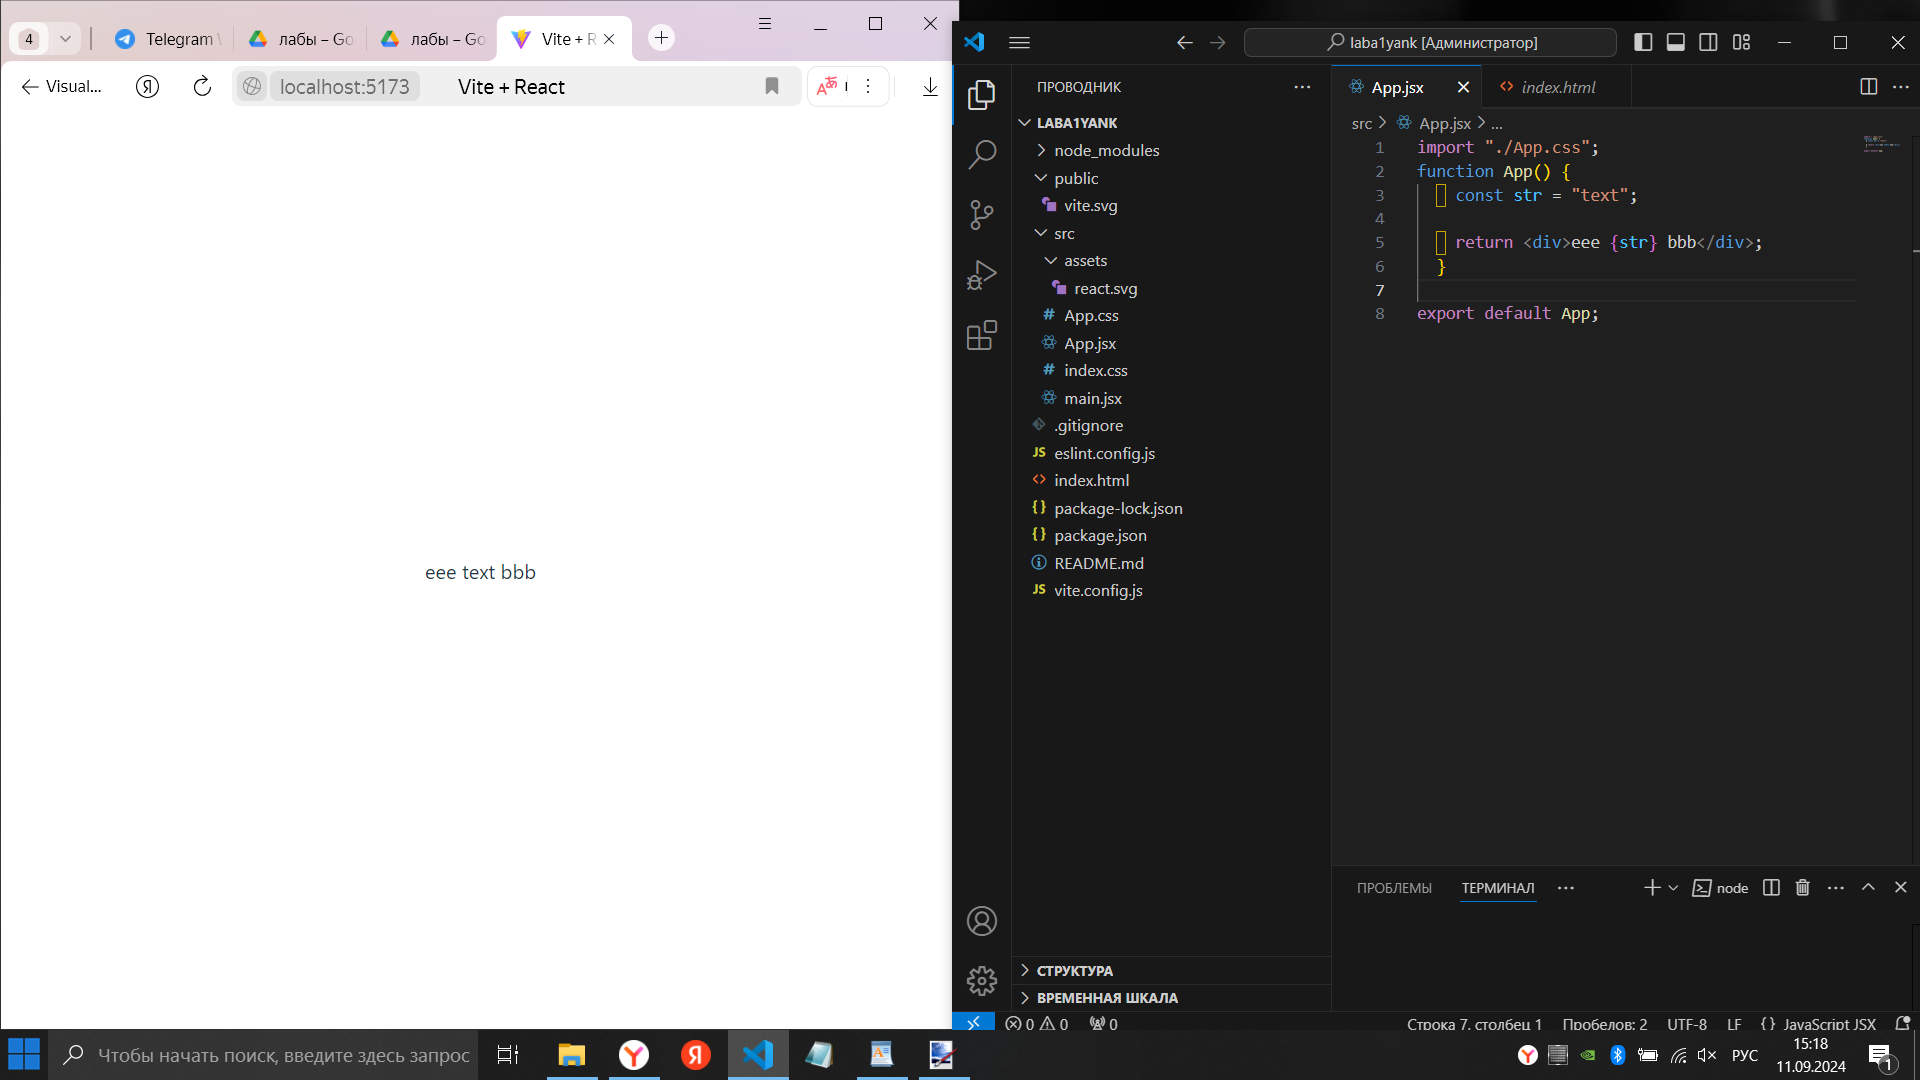 4
Telegram
лабы – Go
лабы – Go
Vite + R
Visual...
localhost:5173
Vite + React
eee text bbb
laba1yank [Администратор]
ПРОВОДНИК
LABA1YANK
node_modules
public
vite.svg
src
assets
react.svg
# App.css
App.jsx
# index.css
main.jsx
.gitignore
JS eslint.config.js
<> index.html
{} package-lock.json
{} package.json
README.md
JS vite.config.js
СТРУКТУРА
ВРЕМЕННАЯ ШКАЛА
App.jsx
<> index.html
src > App.jsx > ...
1 import "./App.css";
2 function App() {
3 const str = "text";
4
5 return <div>eee {str} bbb</div>;
6 }
7
8 export default App;
ПРОБЛЕМЫ
ТЕРМИНАЛ
node
0 0 0
Строка 7, столбец 1
Пробелов: 2
UTF-8
LF
{} JavaScript JSX
Чтобы начать поиск, введите здесь запрос
РУС
15:18
11.09.2024
1